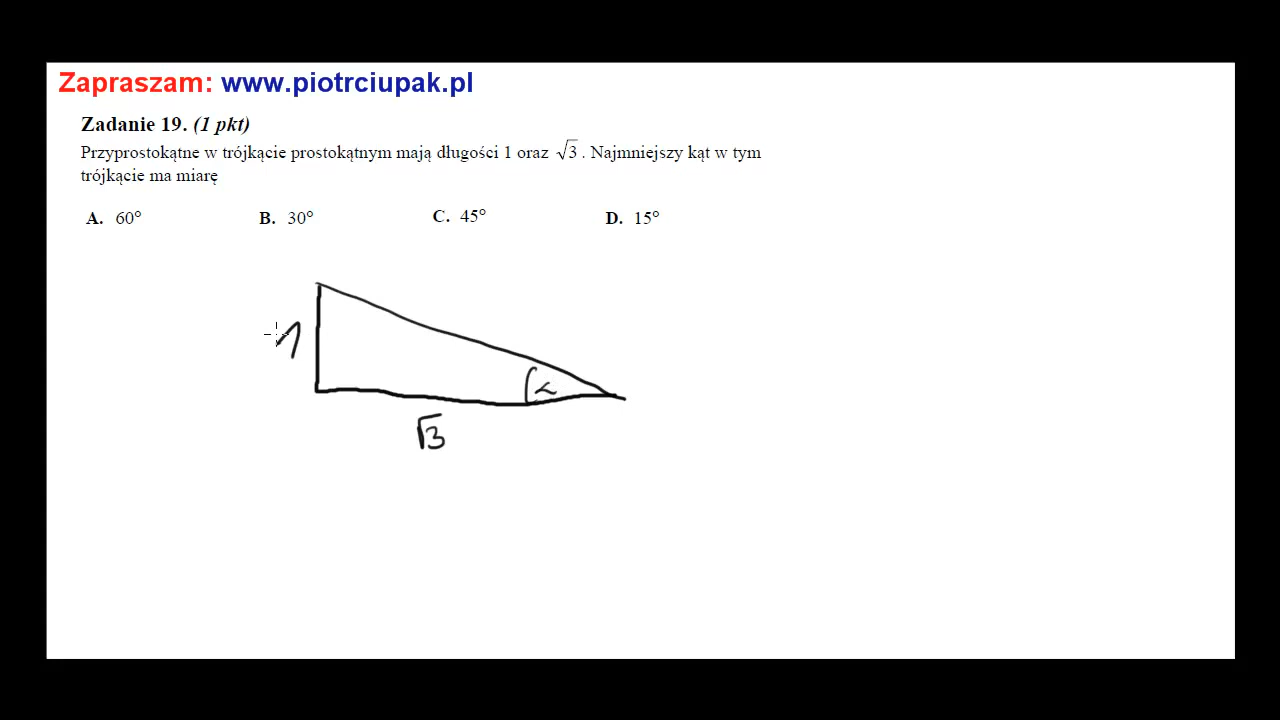 Zapraszam: www.piotrciupak.pl
Zadanie 19. (1 pkt)
Przyprostokątne w trójkącie prostokątnym mają długości 1 oraz √3 . Najmniejszy kąt w tym
trójkącie ma miarę
A. 60° B. 30° C. 45° D. 15°
1
α
√3